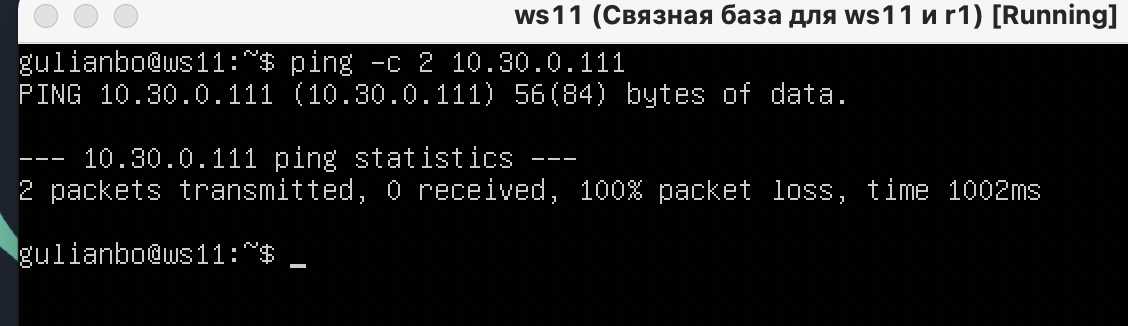 ws11 (Связная база для ws11 и r1) [Running]
gulianbo@ws11:~$ ping -c 2 10.30.0.111
PING 10.30.0.111 (10.30.0.111) 56(84) bytes of data.
--- 10.30.0.111 ping statistics ---
2 packets transmitted, 0 received, 100% packet loss, time 1002ms
gulianbo@ws11:~$ _